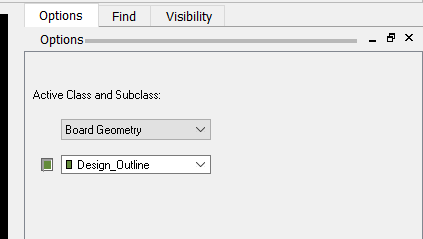 Options Find Visibility
Options
Active Class and Subclass:
Board Geometry
Design_Outline